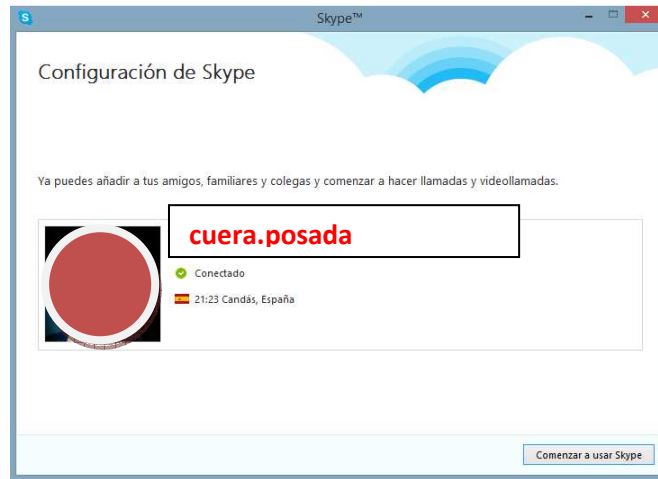 Skype™
Configuración de Skype
Ya puedes añadir a tus amigos, familiares y colegas y comenzar a hacer llamadas y videollamadas.
cuera.posada
Conectado
21:23 Candás, España
Comenzar a usar Skype